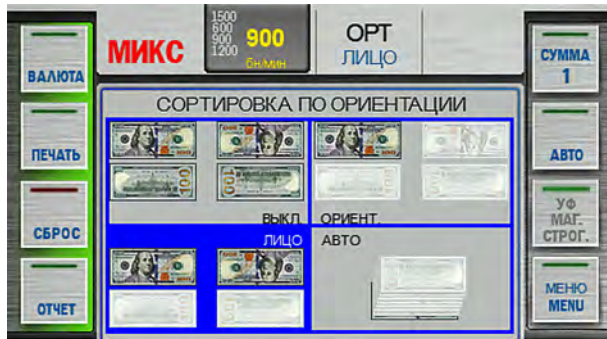 1500
600
900
1200
900
бн/мин
МИКС
ОРТ
ЛИЦО
ВАЛЮТА
ПЕЧАТЬ
СБРОС
ОТЧЕТ
СОРТИРОВКА ПО ОРИЕНТАЦИИ
ВЫКЛ.
ОРИЕНТ.
ЛИЦО
АВТО
СУММА
1
АВТО
УФ
МАГ.
СТРОГ.
МЕНЮ
MENU